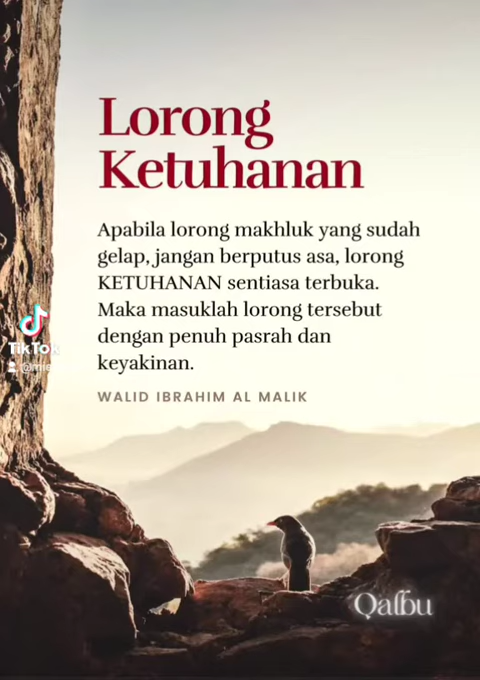 Lorong
Ketuhanan
Apabila lorong makhluk yang sudah
gelap, jangan berputus asa, lorong
KETUHANAN sentiasa terbuka.
Maka masuklah lorong tersebut
dengan penuh pasrah dan
keyakinan.
WALID IBRAHIM AL MALIK
TikTok
Qalbu